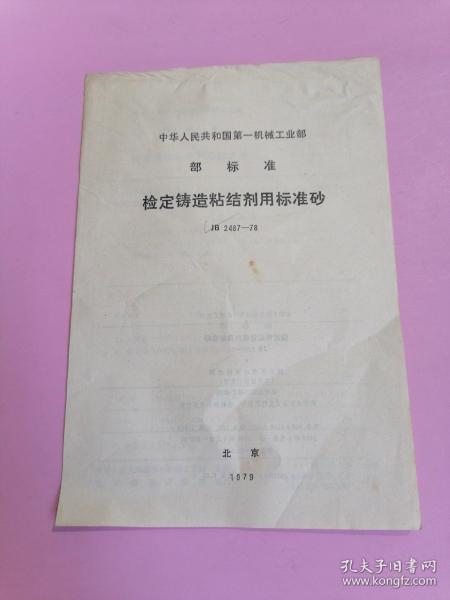 中华人民共和国第一机械工业部
部标准
检定铸造粘结剂用标准砂
JB 2487—78
北京
1979
孔夫子旧书网
www.kongfz.com